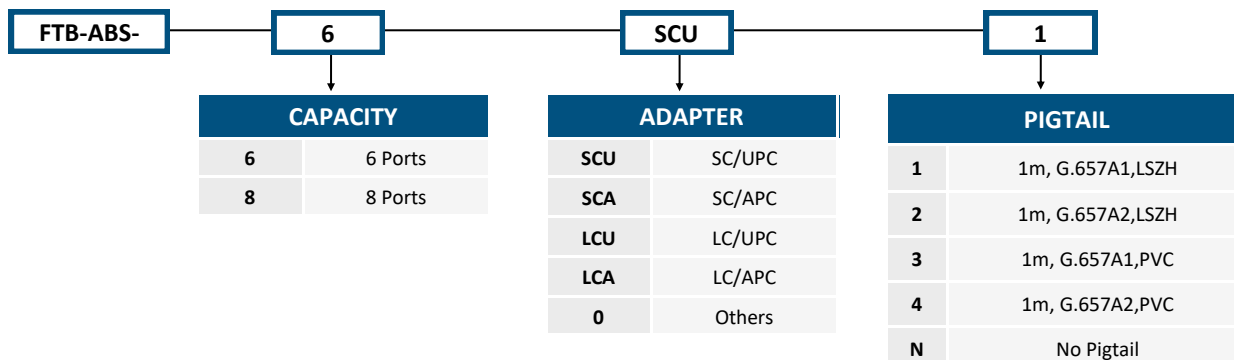 FTB-ABS- 6 SCU 1
CAPACITY
6 6 Ports
8 8 Ports
ADAPTER
SCU SC/UPC
SCA SC/APC
LCU LC/UPC
LCA LC/APC
0 Others
PIGTAIL
1 1m, G.657A1,LSZH
2 1m, G.657A2,LSZH
3 1m, G.657A1,PVC
4 1m, G.657A2,PVC
N No Pigtail